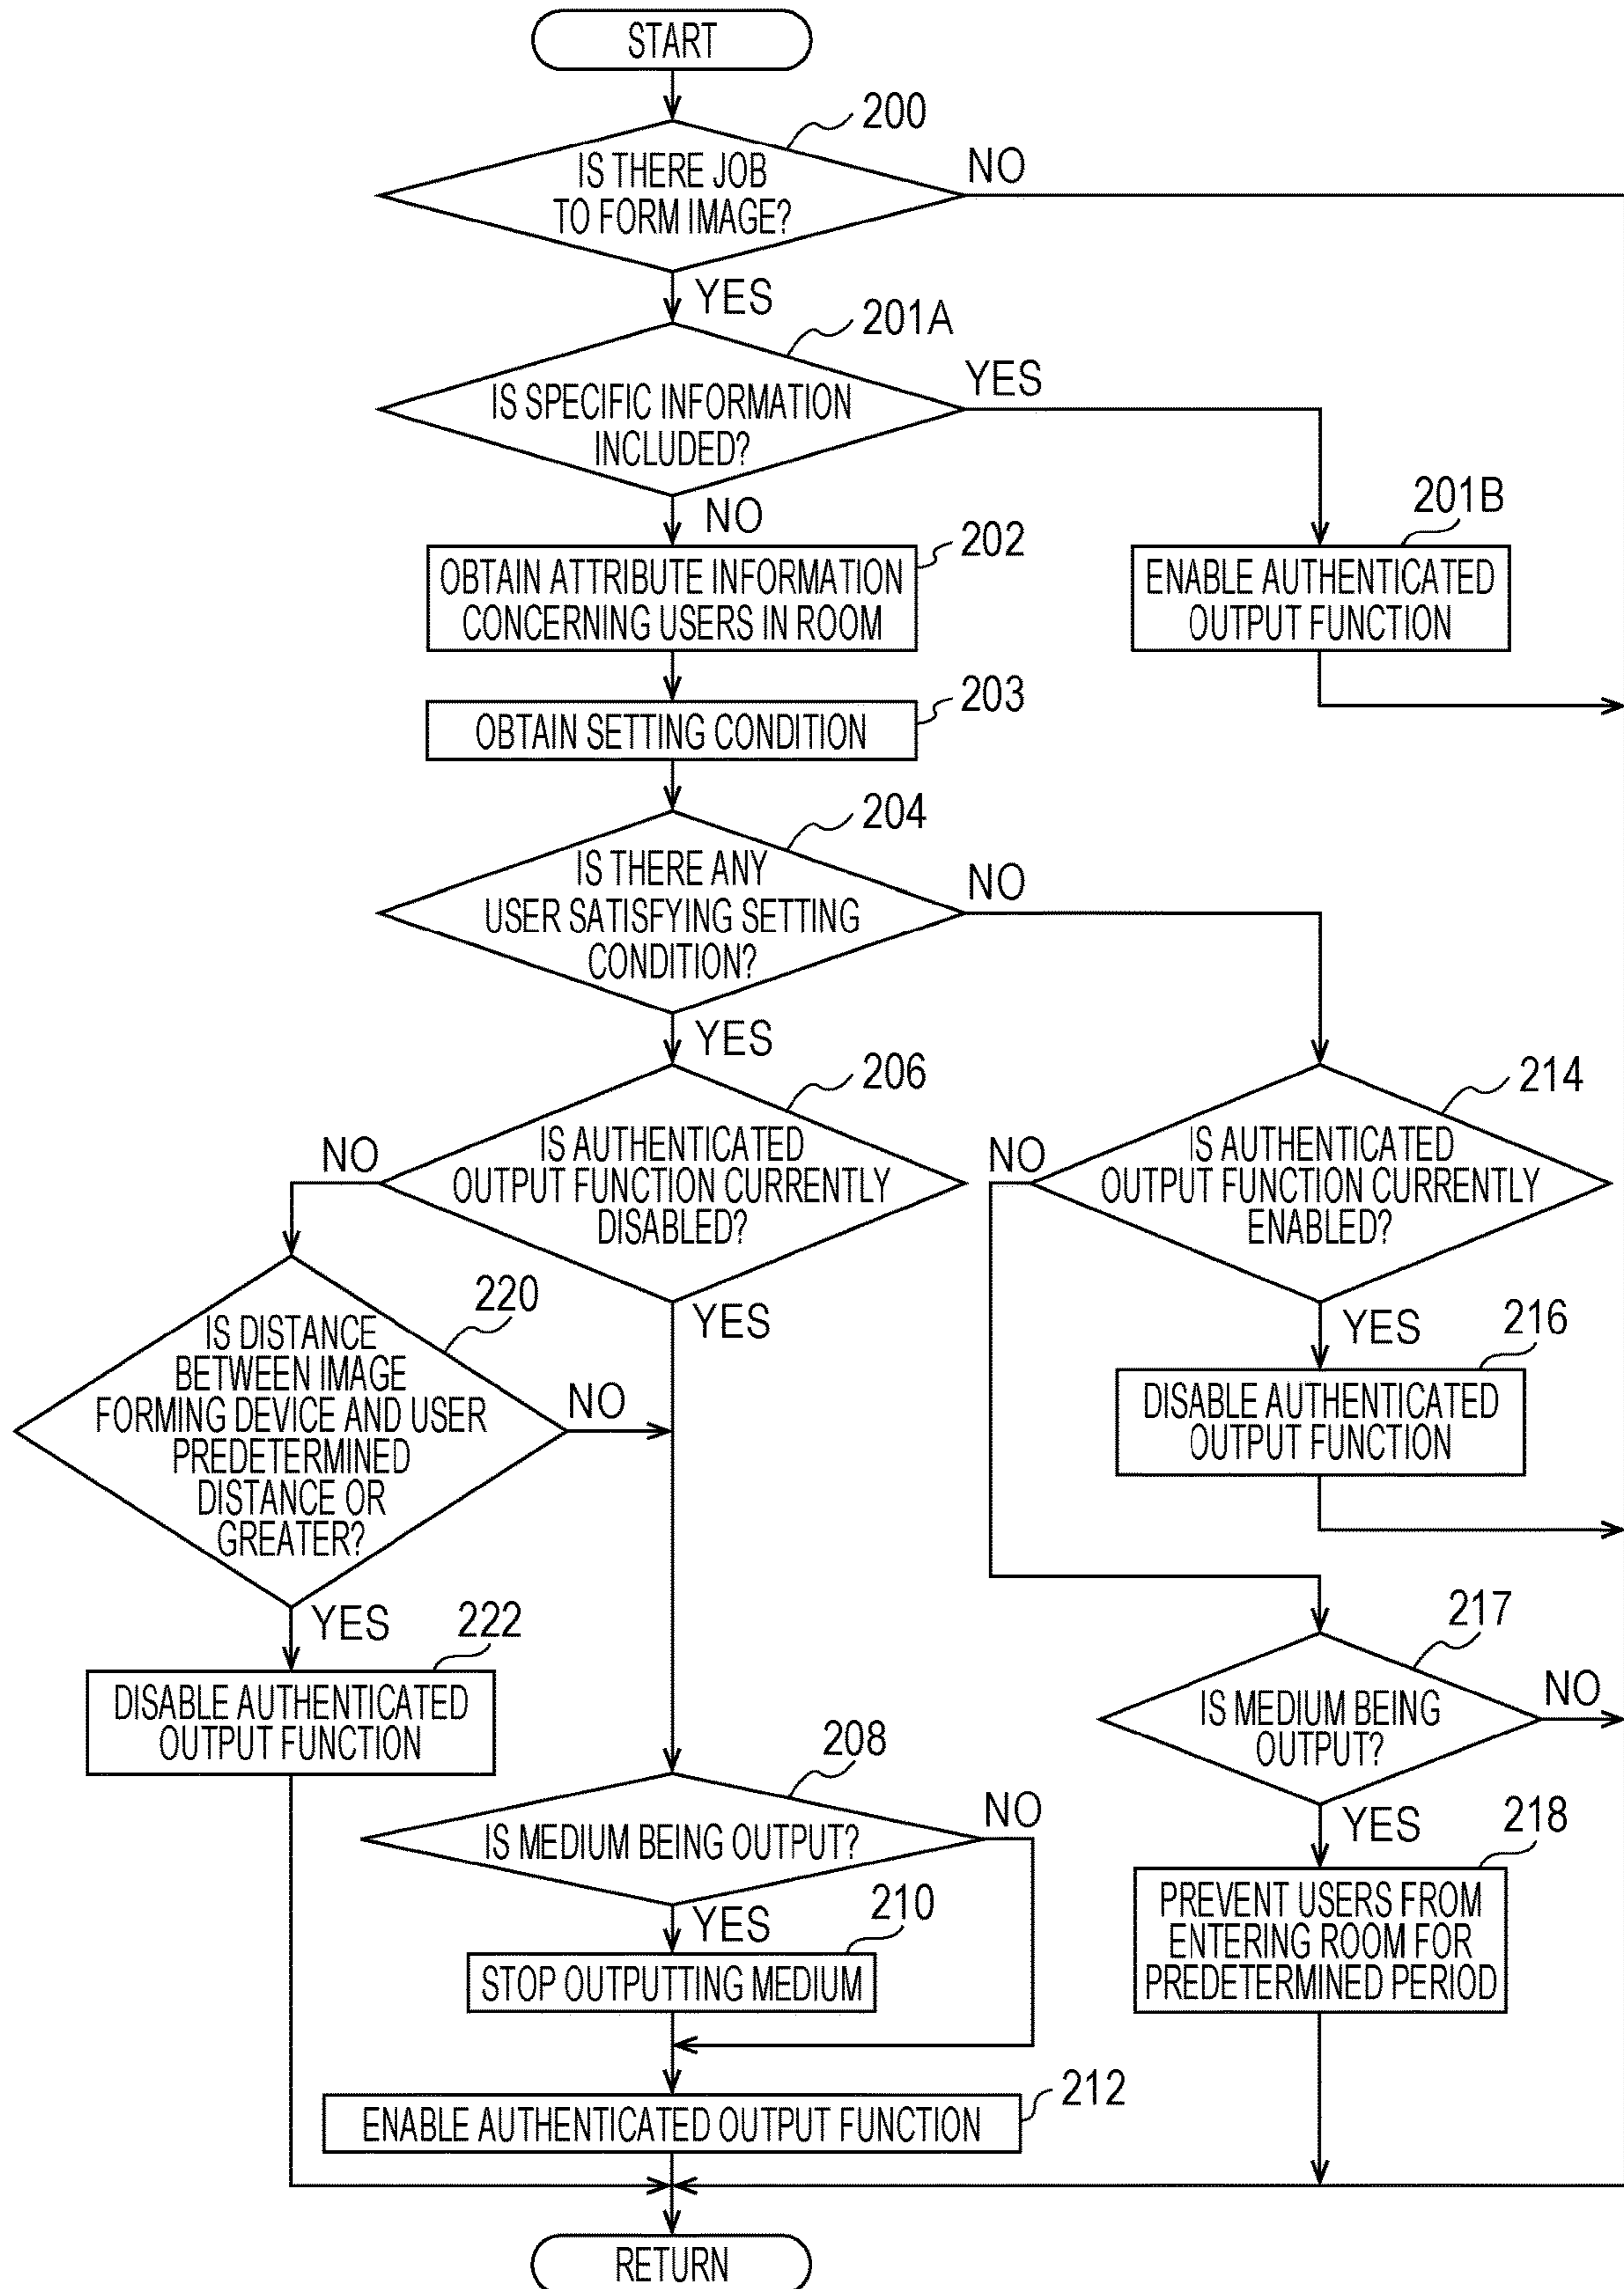 START
200
IS THERE JOB
TO FORM IMAGE?
NO
YES
201A
IS SPECIFIC INFORMATION
INCLUDED?
YES
NO
201B
ENABLE AUTHENTICATED
OUTPUT FUNCTION
202
OBTAIN ATTRIBUTE INFORMATION
CONCERNING USERS IN ROOM
203
OBTAIN SETTING CONDITION
204
IS THERE ANY
USER SATISFYING SETTING
CONDITION?
NO
YES
206
IS AUTHENTICATED
OUTPUT FUNCTION CURRENTLY
DISABLED?
NO
YES
214
IS AUTHENTICATED
OUTPUT FUNCTION CURRENTLY
ENABLED?
NO
YES
220
IS DISTANCE
BETWEEN IMAGE
FORMING DEVICE AND USER
PREDETERMINED
DISTANCE OR
GREATER?
NO
YES
216
DISABLE AUTHENTICATED
OUTPUT FUNCTION
222
DISABLE AUTHENTICATED
OUTPUT FUNCTION
217
IS MEDIUM BEING
OUTPUT?
NO
YES
208
IS MEDIUM BEING OUTPUT?
NO
YES
210
STOP OUTPUTTING MEDIUM
218
PREVENT USERS FROM
ENTERING ROOM FOR
PREDETERMINED PERIOD
212
ENABLE AUTHENTICATED OUTPUT FUNCTION
RETURN